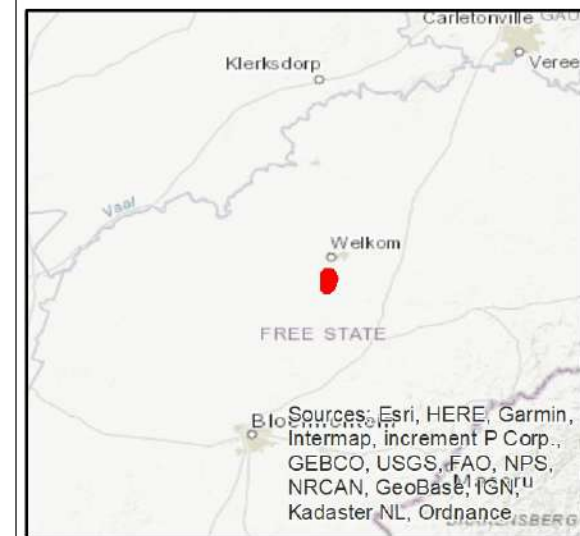 Carletonville
GAU
Klerksdorp
Veree
Vaal
Welkom
FREE STATE
Sources: Esri, HERE, Garmin,
Intermap, increment P Corp.,
GEBCO, USGS, FAO, NPS,
NRCAN, GeoBase, IGN,
Kadaster NL, Ordnance